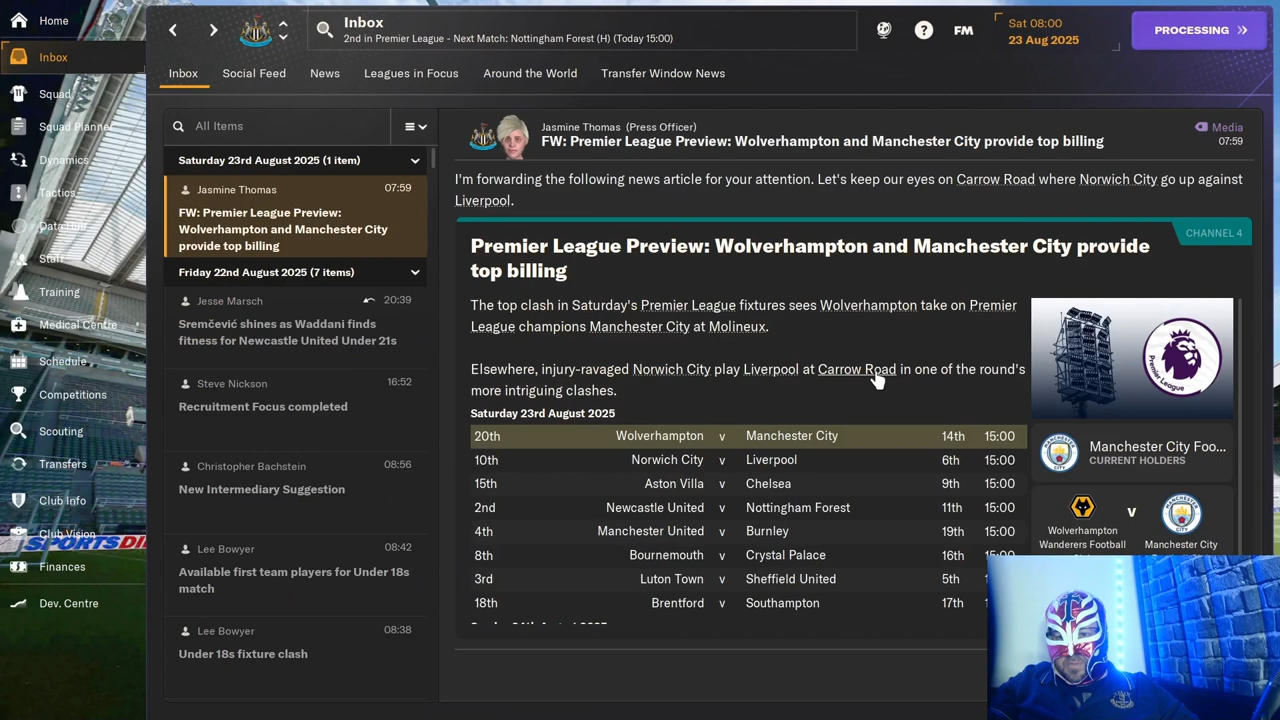 Home
Inbox
Squad
Squad Planner
Dynamics
Tactics
Data Hub
Staff
Training
Medical Centre
Schedule
Competitions
Scouting
Transfers
Club Info
Club Vision
Finances
Dev. Centre
SPORTS DI
Inbox
2nd in Premier League - Next Match: Nottingham Forest (H) (Today 15:00)
FM
Sat 08:00
23 Aug 2025
PROCESSING
Inbox Social Feed News Leagues in Focus Around the World Transfer Window News
All Items
Saturday 23rd August 2025 (1 item)
Jasmine Thomas 07:59
FW: Premier League Preview:
Wolverhampton and Manchester City
provide top billing
Friday 22nd August 2025 (7 items)
Jesse Marsch 20:39
Sremčević shines as Waddani finds
fitness for Newcastle United Under 21s
Steve Nickson 16:52
Recruitment Focus completed
Christopher Bachstein 08:56
New Intermediary Suggestion
Lee Bowyer 08:42
Available first team players for Under 18s
match
Lee Bowyer 08:38
Under 18s fixture clash
Jasmine Thomas (Press Officer)
FW: Premier League Preview: Wolverhampton and Manchester City provide top billing
Media
07:59
I'm forwarding the following news article for your attention. Let's keep our eyes on Carrow Road where Norwich City go up against
Liverpool.
CHANNEL 4
Premier League Preview: Wolverhampton and Manchester City provide
top billing
The top clash in Saturday's Premier League fixtures sees Wolverhampton take on Premier
League champions Manchester City at Molineux.
Elsewhere, injury-ravaged Norwich City play Liverpool at Carrow Road in one of the round's
more intriguing clashes.
Saturday 23rd August 2025
20th Wolverhampton v Manchester City 14th 15:00
10th Norwich City v Liverpool 6th 15:00
15th Aston Villa v Chelsea 9th 15:00
2nd Newcastle United v Nottingham Forest 11th 15:00
4th Manchester United v Burnley 19th 15:00
8th Bournemouth v Crystal Palace 16th 15:00
3rd Luton Town v Sheffield United 5th
18th Brentford v Southampton 17th
Premier League
Manchester City Foo...
CURRENT HOLDERS
v
Wolverhampton
Wanderers Football
Manchester City